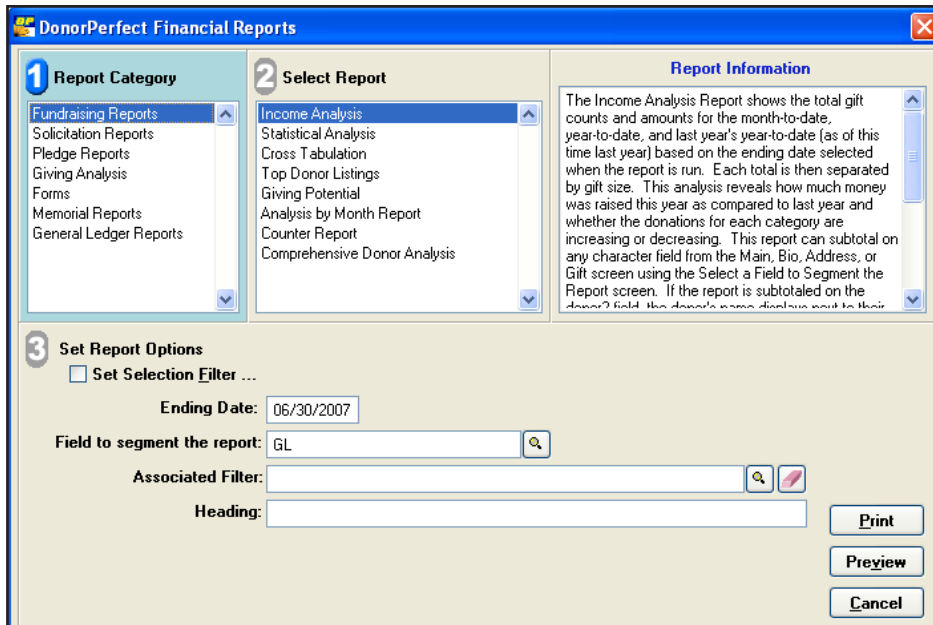 DonorPerfect Financial Reports
1 Report Category
Fundraising Reports
Solicitation Reports
Pledge Reports
Giving Analysis
Forms
Memorial Reports
General Ledger Reports
2 Select Report
Income Analysis
Statistical Analysis
Cross Tabulation
Top Donor Listings
Giving Potential
Analysis by Month Report
Counter Report
Comprehensive Donor Analysis
Report Information
The Income Analysis Report shows the total gift
counts and amounts for the month-to-date,
year-to-date, and last year's year-to-date (as of this
time last year) based on the ending date selected
when the report is run. Each total is then separated
by gift size. This analysis reveals how much money
was raised this year as compared to last year and
whether the donations for each category are
increasing or decreasing. This report can subtotal on
any character field from the Main, Bio, Address, or
Gift screen using the Select a Field to Segment the
Report screen. If the report is subtotaled on the
donor2 field, the donor's name displays next to their
3 Set Report Options
Set Selection Filter ...
Ending Date: 06/30/2007
Field to segment the report: GL
Associated Filter:
Heading:
Print
Preview
Cancel